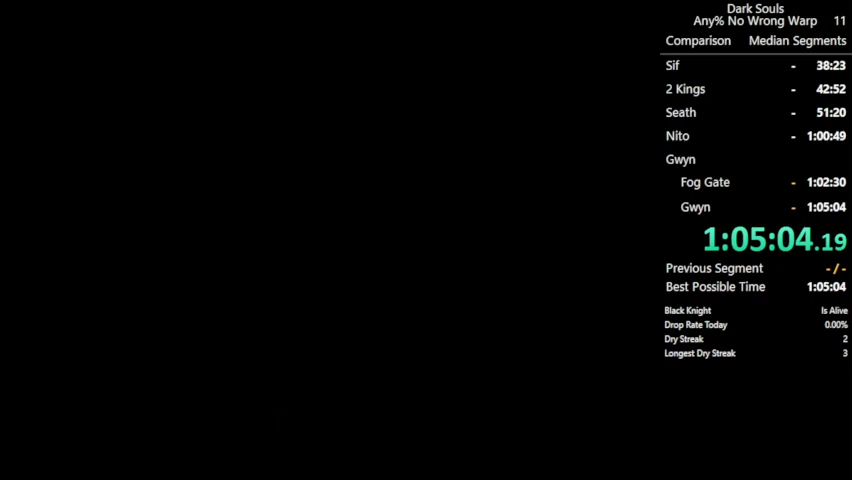 Dark Souls
Any% No Wrong Warp 11
Comparison Median Segments
Sif - 38:23
2 Kings - 42:52
Seath - 51:20
Nito - 1:00:49
Gwyn
Fog Gate - 1:02:30
Gwyn - 1:05:04
1:05:04.19
Previous Segment -/-
Best Possible Time 1:05:04
Black Knight Is Alive
Drop Rate Today 0.00%
Dry Streak 2
Longest Dry Streak 3